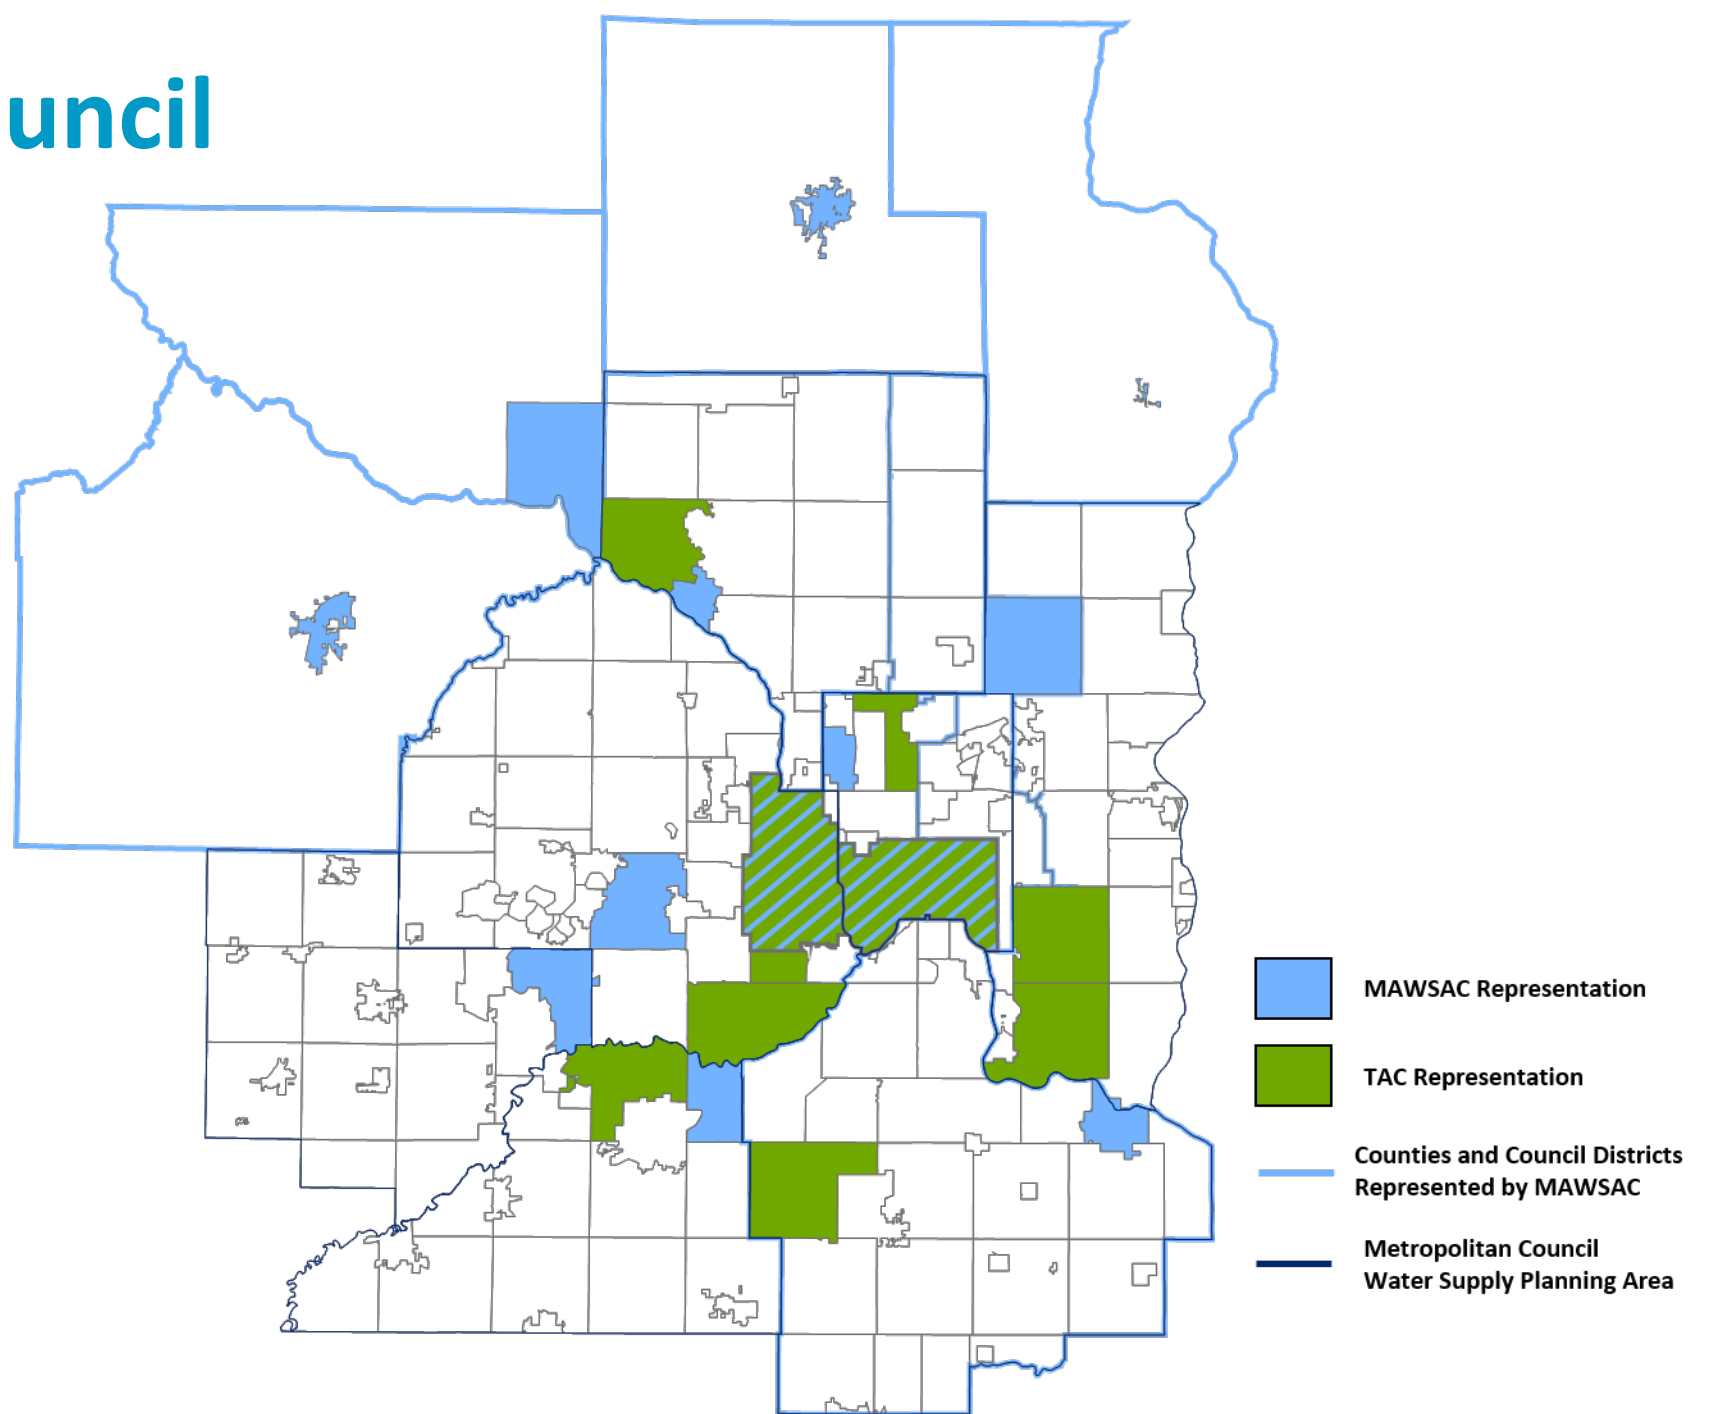 uncil
MAWSAC Representation
TAC Representation
Counties and Council Districts
Represented by MAWSAC
Metropolitan Council
Water Supply Planning Area